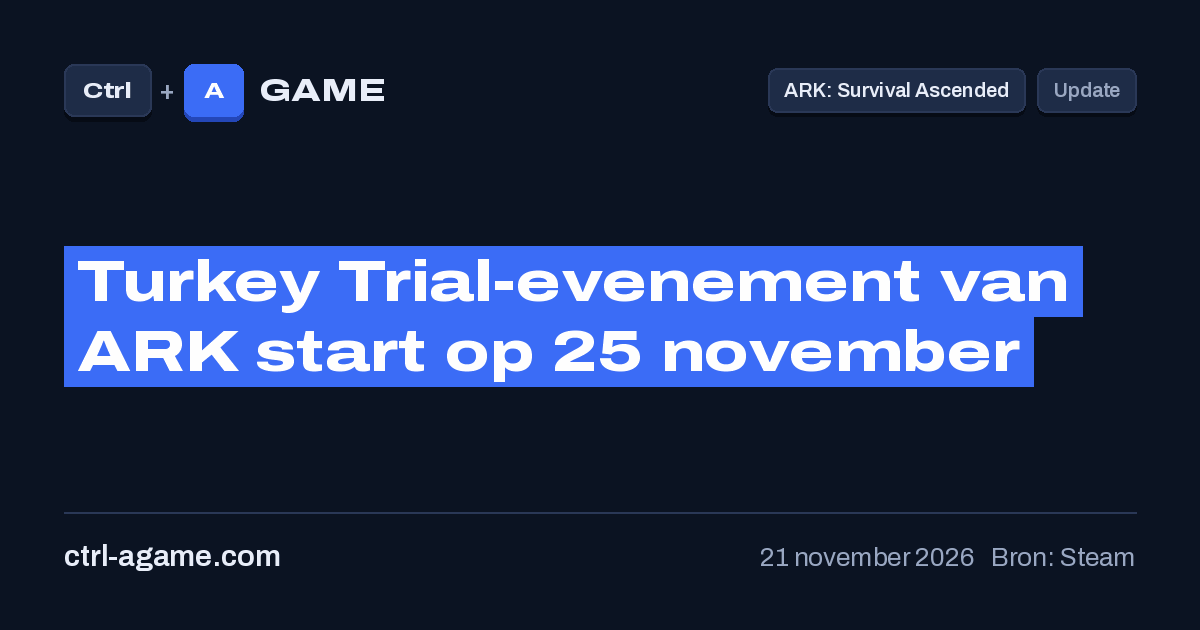 Ctrl + A GAME
ARK: Survival Ascended
Update
Turkey Trial-evenement van
ARK start op 25 november
ctrl-agame.com
21 november 2026 Bron: Steam